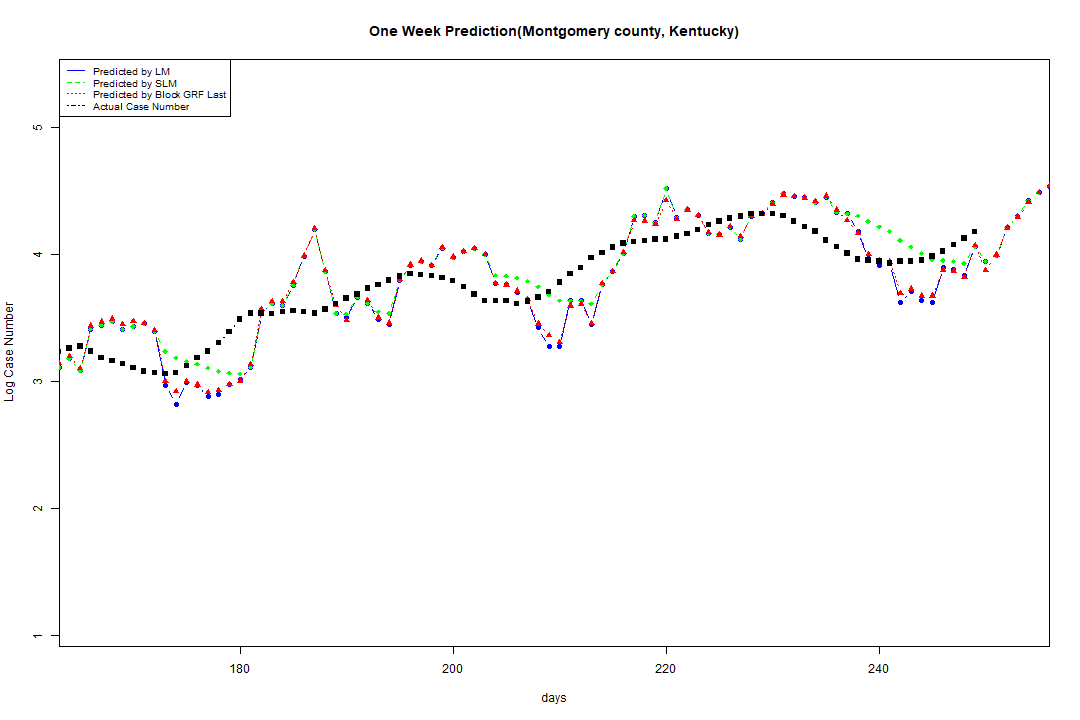 One Week Prediction(Montgomery county, Kentucky)
Predicted by LM
Predicted by SLM
Predicted by Block GRF Last
Actual Case Number
5
4
3
2
1
Log Case Number
180 200 220 240
days